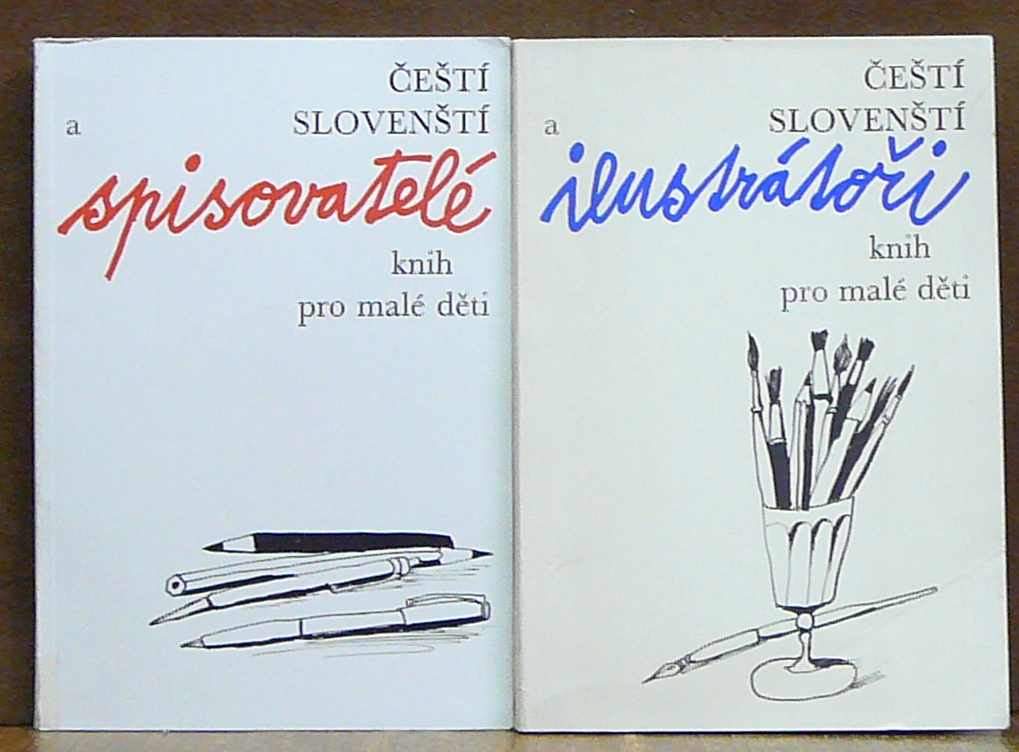 ČEŠTÍ
a SLOVENŠTÍ
spisovatelé
knih
pro malé děti
ČEŠTÍ
a SLOVENŠTÍ
ilustrátoři
knih
pro malé děti